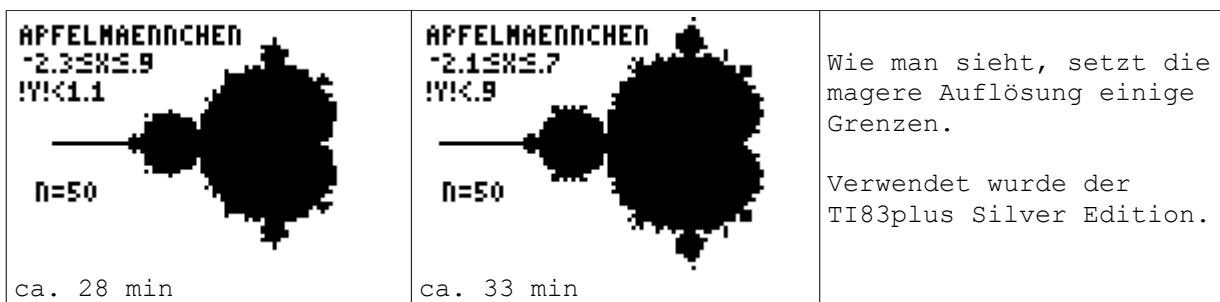 APFELMAENNCHEN
-2.3≤X≤.9
!Y!<1.1
N=50
ca. 28 min
APFELMAENNCHEN
-2.1≤X≤.7
!Y!<.9
N=50
ca. 33 min
Wie man sieht, setzt die
magere Auflösung einige
Grenzen.
Verwendet wurde der
TI83plus Silver Edition.